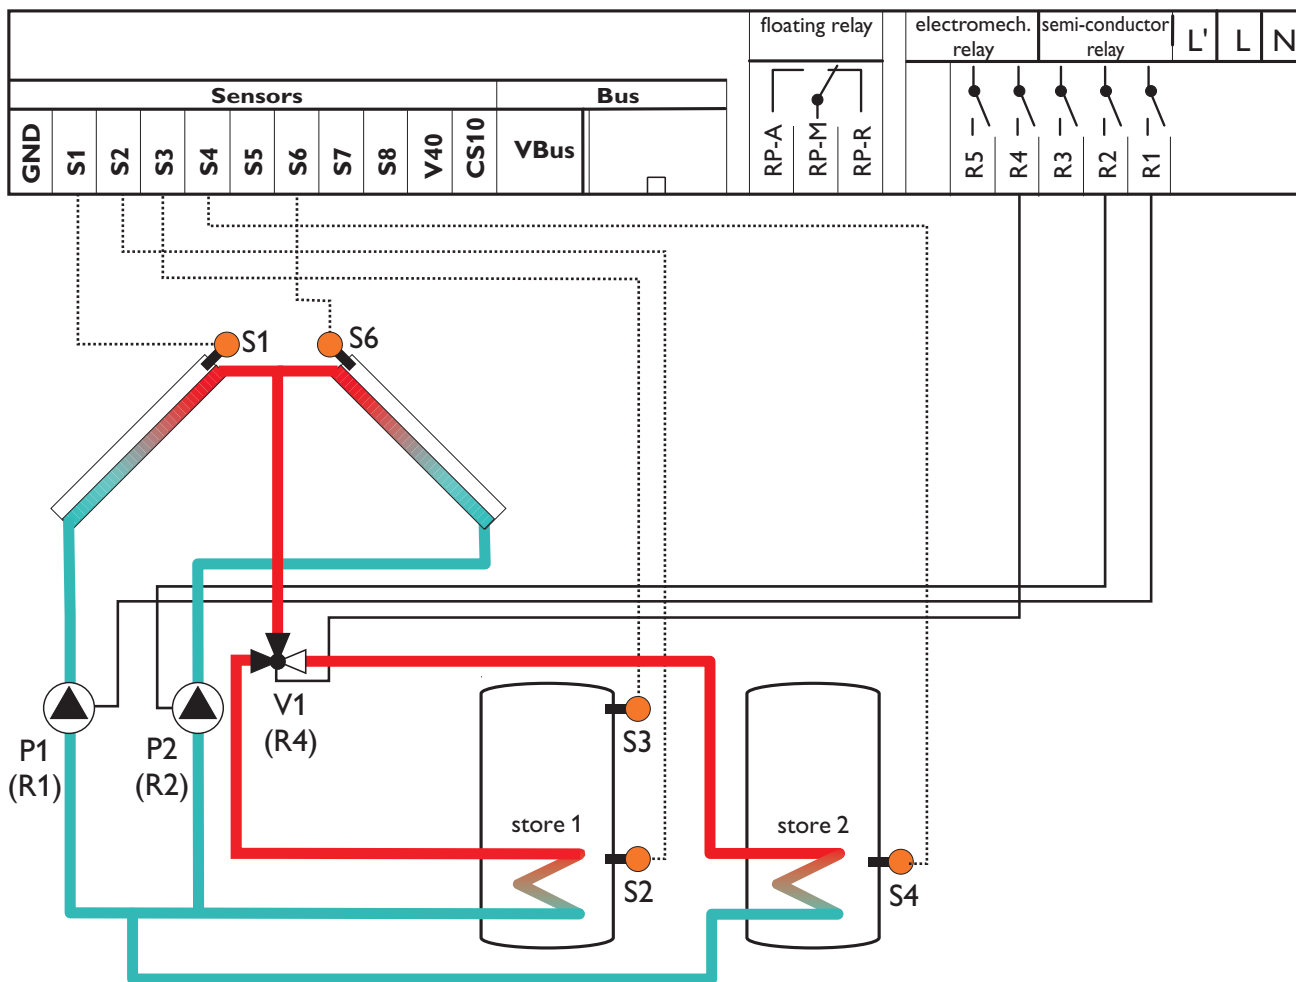 floating relay
electromech.
relay
semi-conductor
relay
L'
L
N
Sensors
Bus
GND
S1
S2
S3
S4
S5
S6
S7
S8
V40
CS10
VBus
RP-A
RP-M
RP-R
R5
R4
R3
R2
R1
S1
S6
P1
(R1)
P2
(R2)
V1
(R4)
S3
store 1
S2
store 2
S4